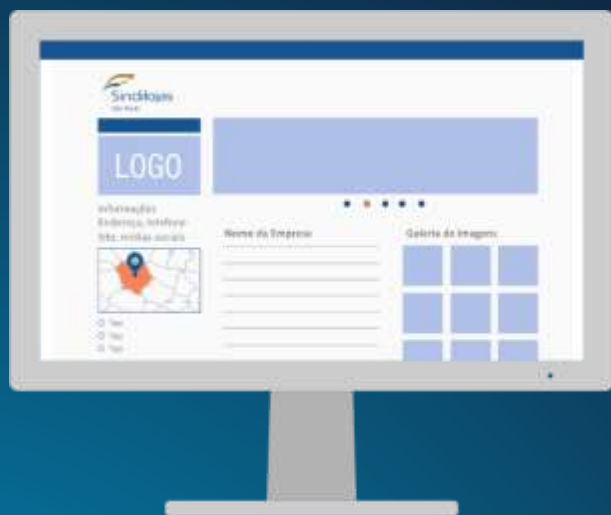 Sindilojas
LOGO
Informações
Endereço, telefone
Site, mídias sociais
Nome da Empresa
Galeria de Imagens